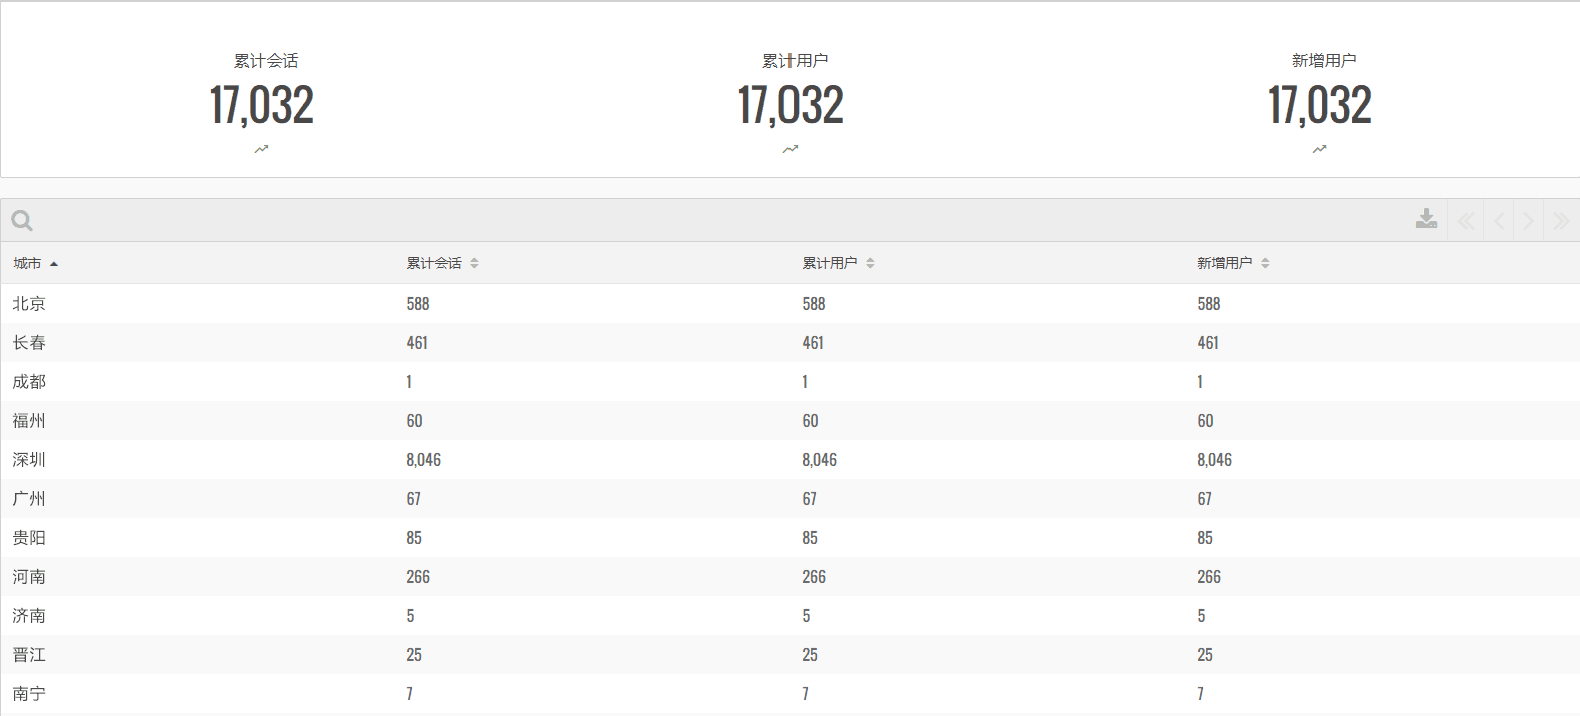 累计会话 累计用户 新增用户
17,032 17,032 17,032
城市 累计会话 累计用户 新增用户
北京 588 588 588
长春 461 461 461
成都 1 1 1
福州 60 60 60
深圳 8,046 8,046 8,046
广州 67 67 67
贵阳 85 85 85
河南 266 266 266
济南 5 5 5
晋江 25 25 25
南宁 7 7 7